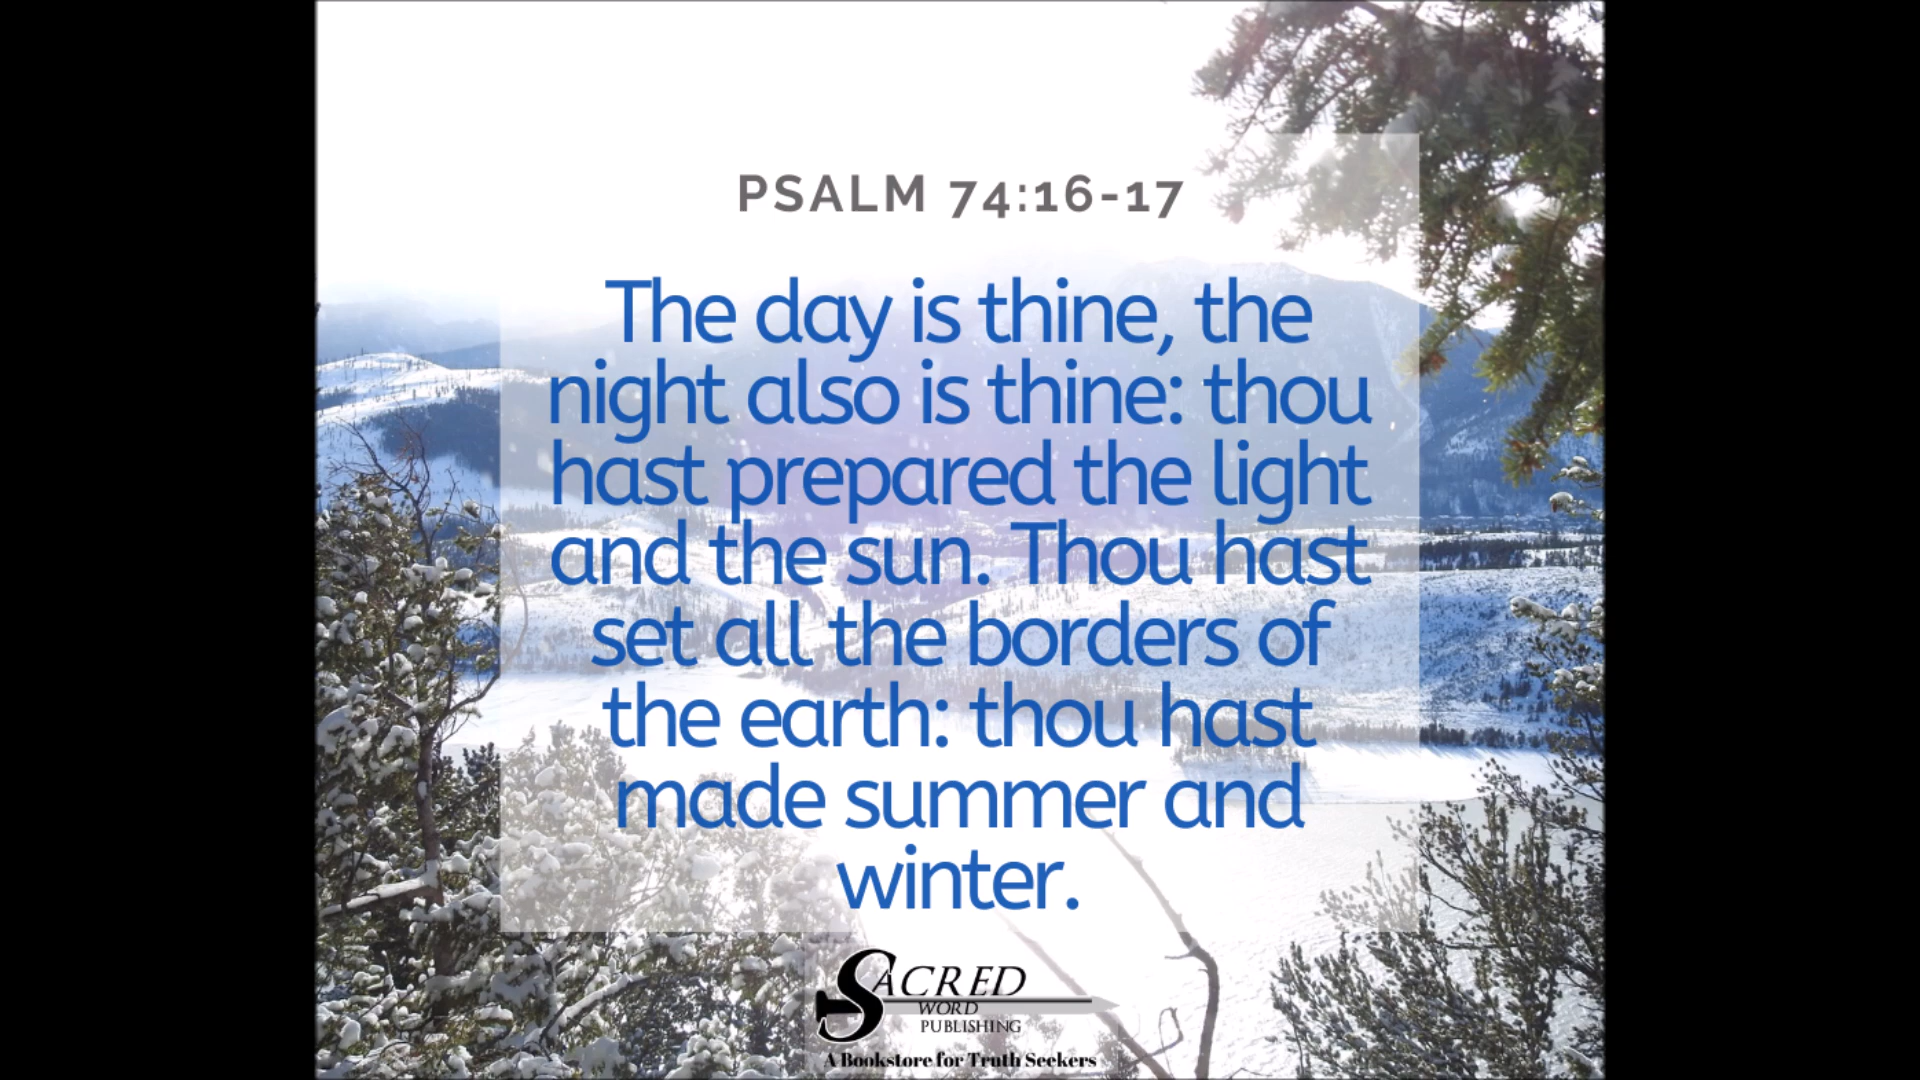 PSALM 74:16-17
The day is thine, the
night also is thine: thou
hast prepared the light
and the sun. Thou hast
set all the borders of
the earth: thou hast
made summer and
winter.
SACRED
WORD
PUBLISHING
A Bookstore for Truth Seekers